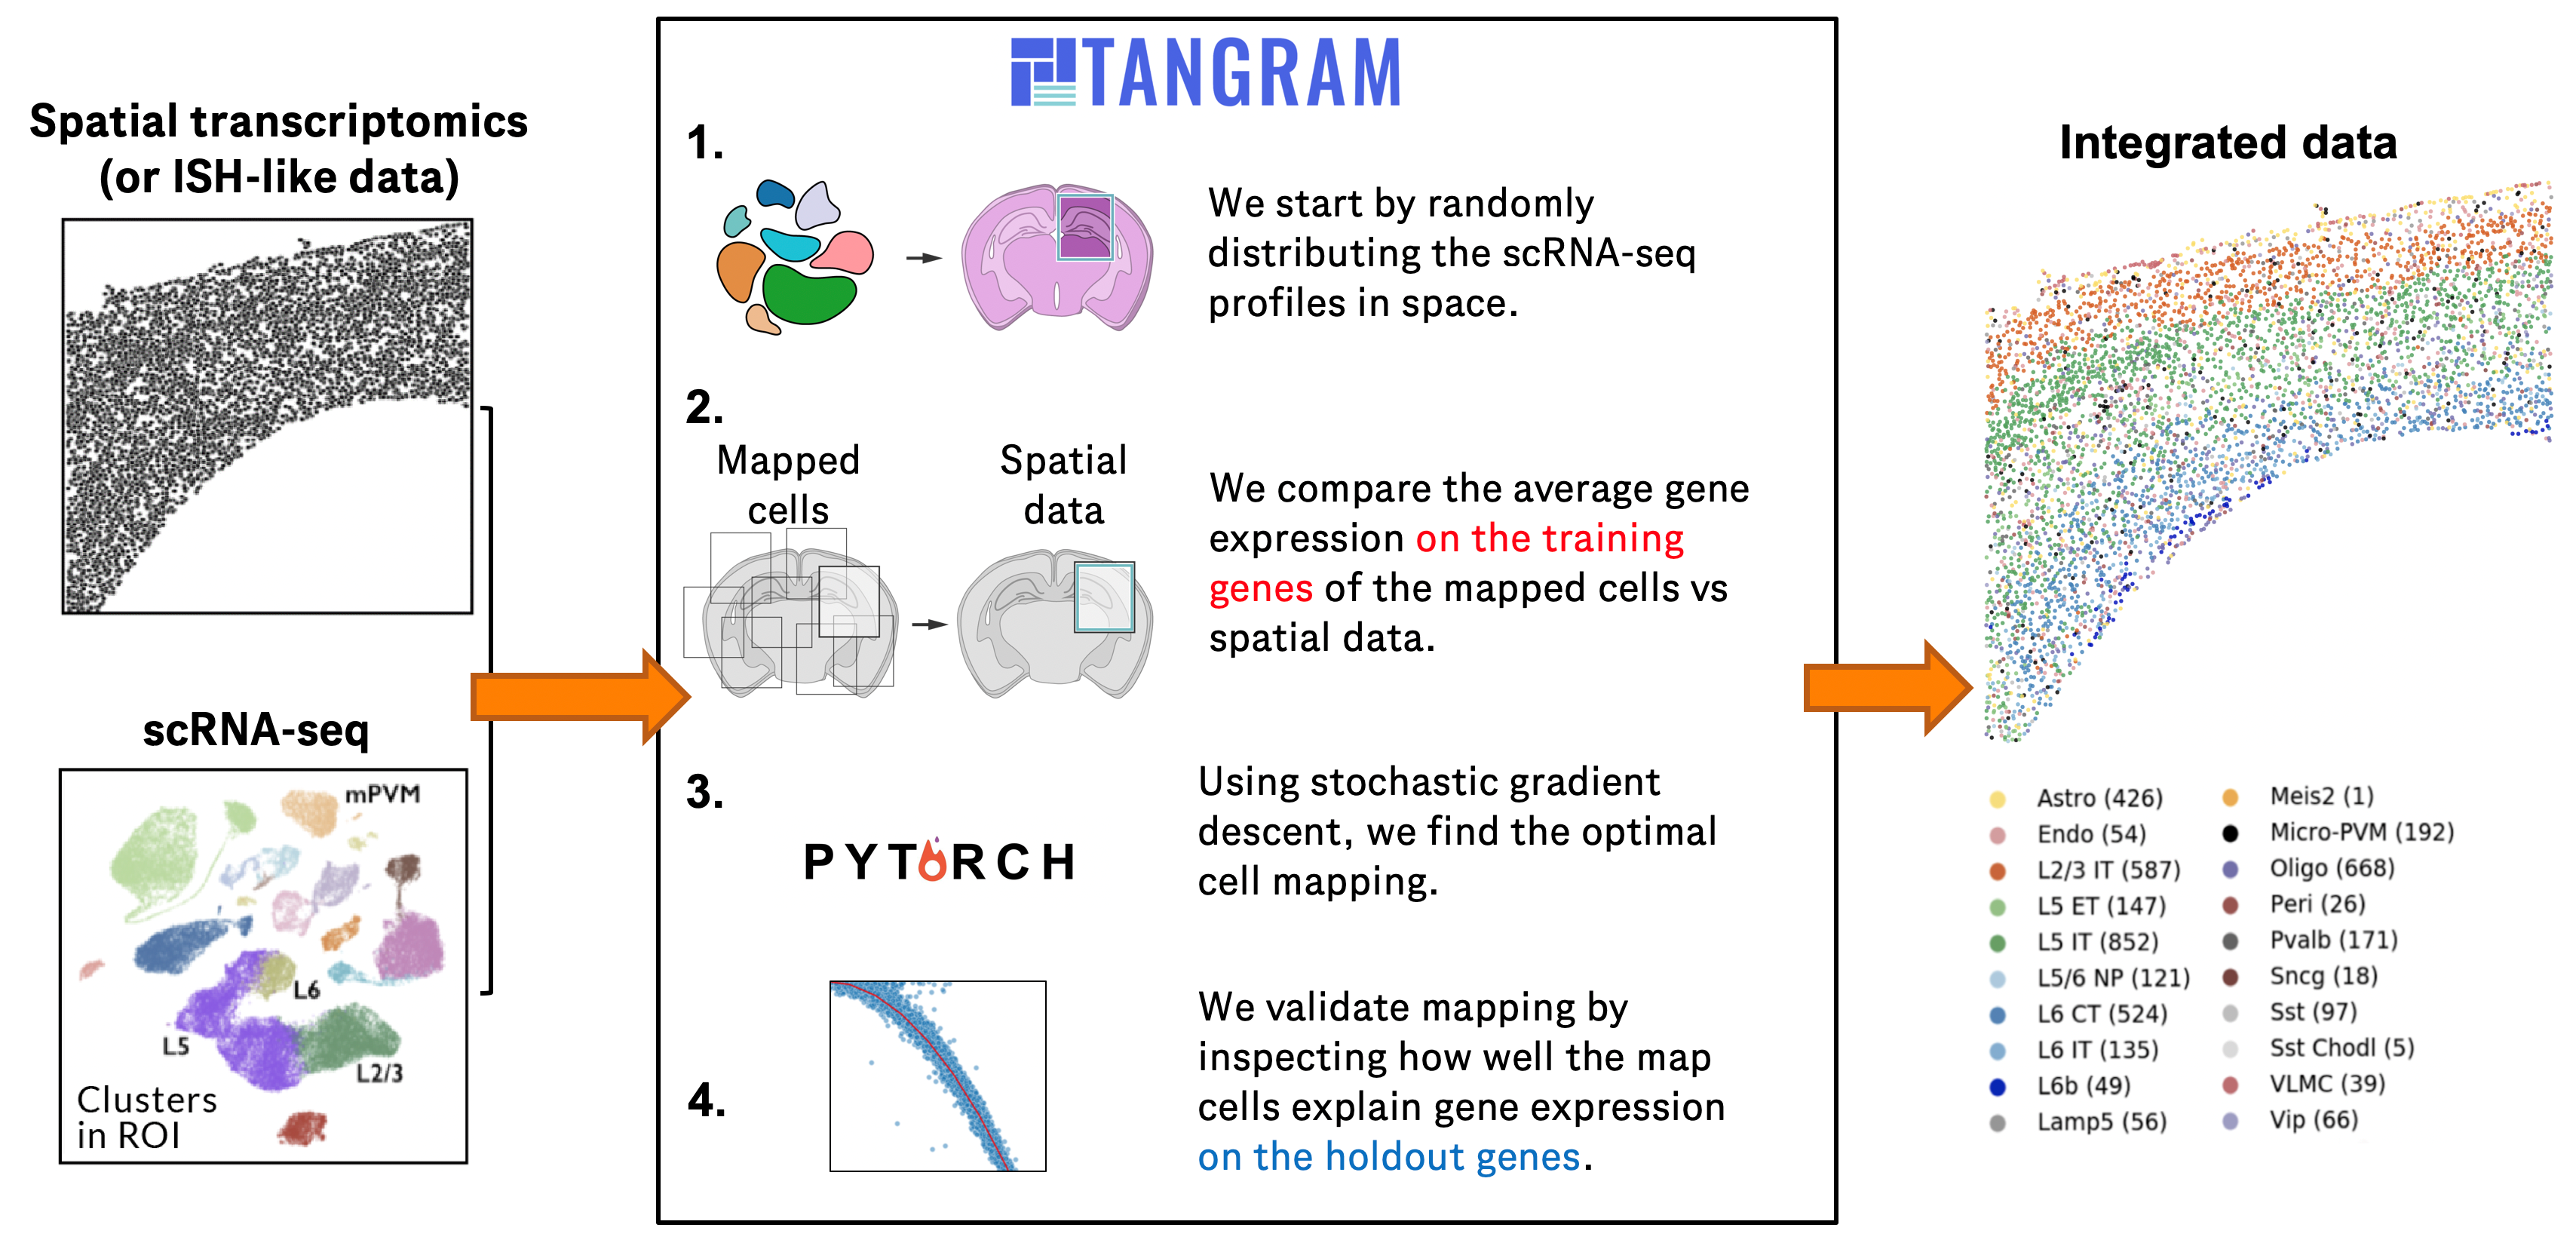 Spatial transcriptomics
(or ISH-like data)
scRNA-seq
mPVM
L6
L5
L2/3
Clusters
in ROI
TANGRAM
1.
We start by randomly
distributing the scRNA-seq
profiles in space.
2.
Mapped
cells
Spatial
data
We compare the average gene
expression on the training
genes of the mapped cells vs
spatial data.
3.
PYTORCH
Using stochastic gradient
descent, we find the optimal
cell mapping.
4.
We validate mapping by
inspecting how well the map
cells explain gene expression
on the holdout genes.
Integrated data
Astro (426)
Endo (54)
L2/3 IT (587)
L5 ET (147)
L5 IT (852)
L5/6 NP (121)
L6 CT (524)
L6 IT (135)
L6b (49)
Lamp5 (56)
Meis2 (1)
Micro-PVM (192)
Oligo (668)
Peri (26)
Pvalb (171)
Sncg (18)
Sst (97)
Sst Chodl (5)
VLMC (39)
Vip (66)